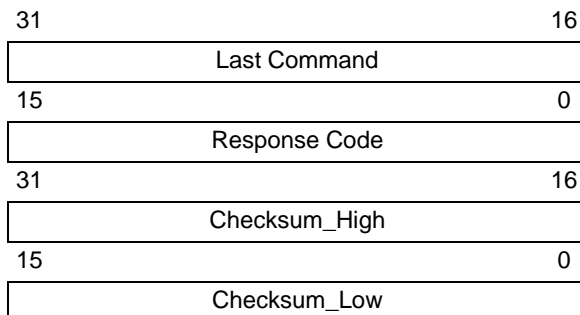 31 16
Last Command
15 0
Response Code
31 16
Checksum_High
15 0
Checksum_Low